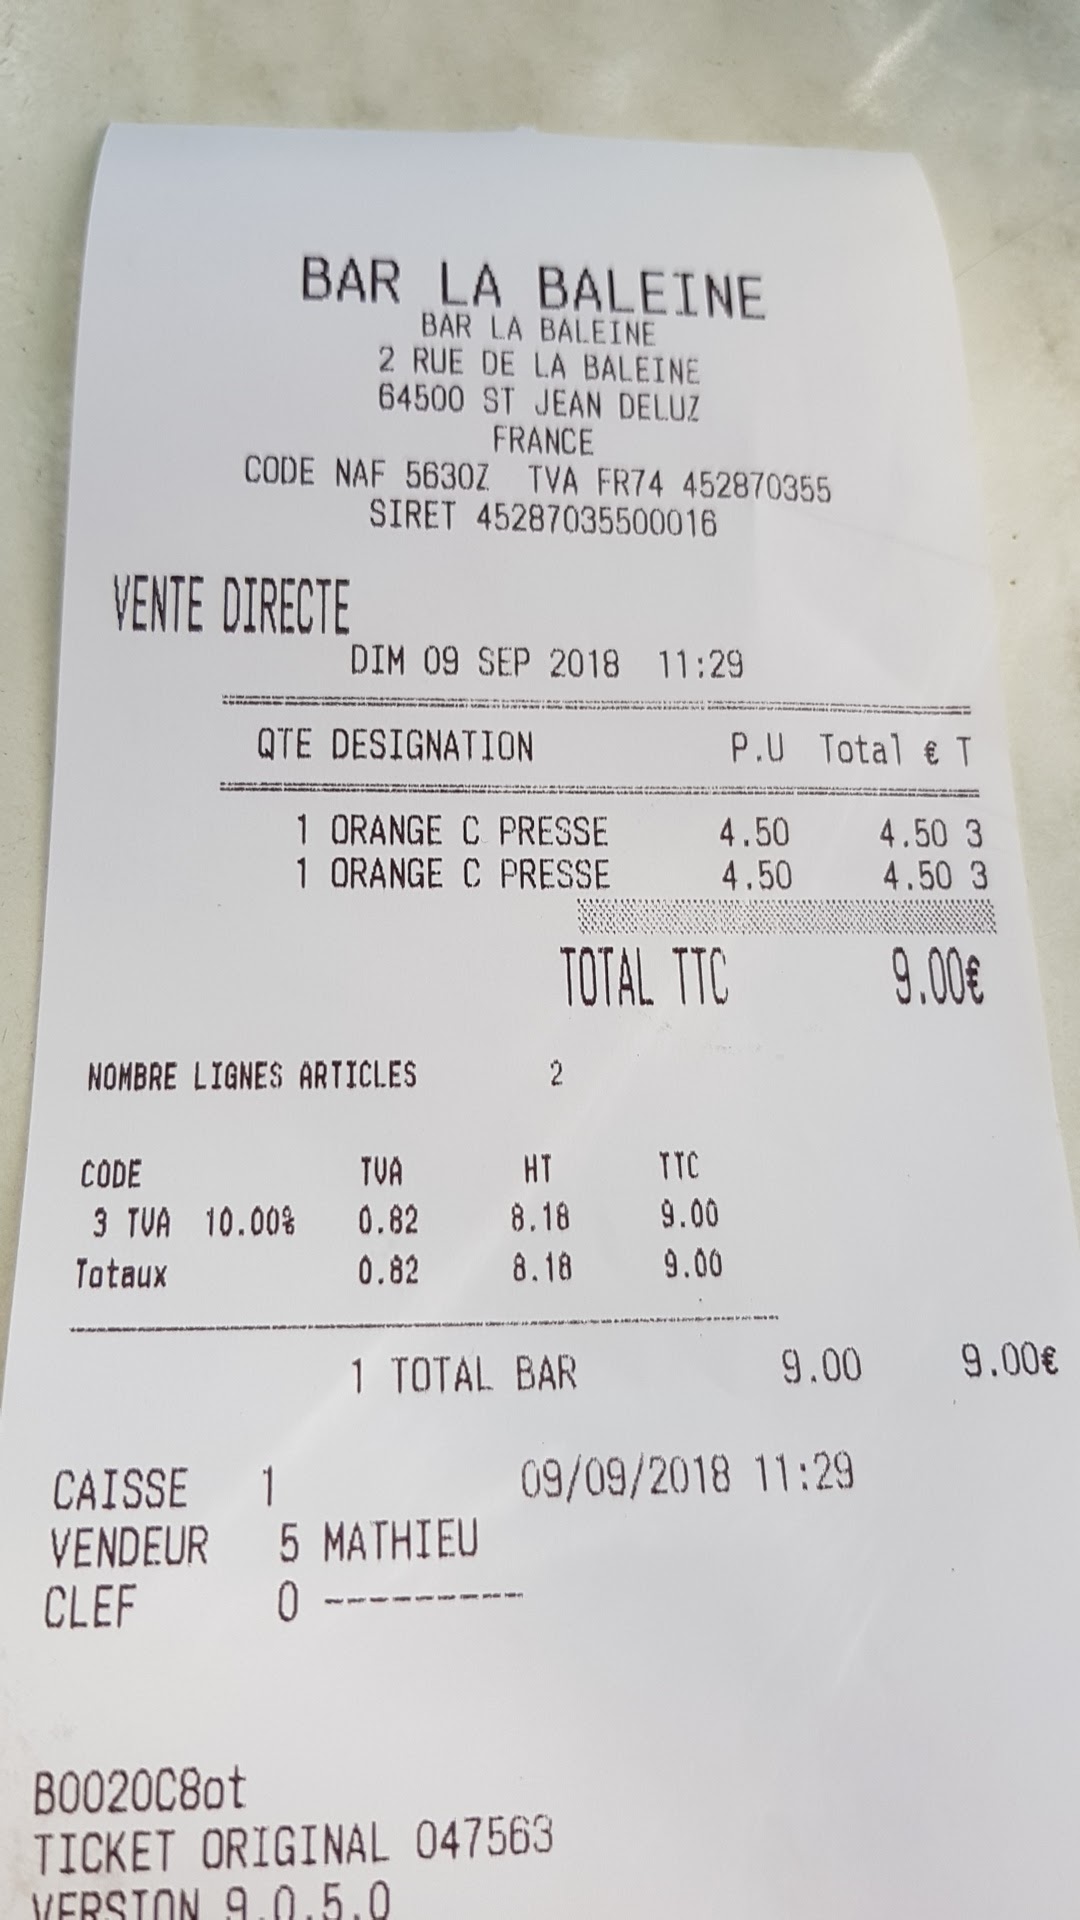 BAR LA BALEINE
BAR LA BALEINE
2 RUE DE LA BALEINE
64500 ST JEAN DELUZ
FRANCE
CODE NAF 5630Z TVA FR74 452870355
SIRET 45287035500016
VENTE DIRECTE
DIM 09 SEP 2018 11:29
QTE DESIGNATION P.U Total € T
1 ORANGE C PRESSE 4.50 4.50 3
1 ORANGE C PRESSE 4.50 4.50 3
TOTAL TTC 9.00€
NOMBRE LIGNES ARTICLES 2
CODE TVA HT TTC
3 TVA 10.00% 0.82 8.18 9.00
Totaux 0.82 8.18 9.00
1 TOTAL BAR 9.00 9.00€
CAISSE 1 09/09/2018 11:29
VENDEUR 5 MATHIEU
CLEF 0 ----------
B0020C8ot
TICKET ORIGINAL 047563
VERSION 9.0.5.0